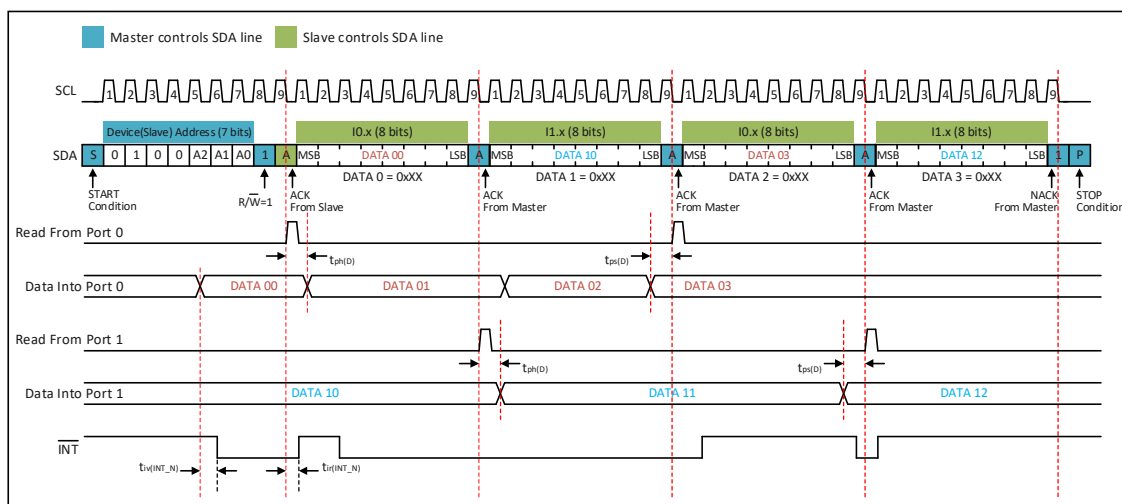 Master controls SDA line Slave controls SDA line
SCL 1 2 3 4 5 6 7 8 9 1 2 3 4 5 6 7 8 9 1 2 3 4 5 6 7 8 9 1 2 3 4 5 6 7 8 9 1 2 3 4 5 6 7 8 9
Device(Slave) Address (7 bits) I0.x (8 bits) I1.x (8 bits) I0.x (8 bits) I1.x (8 bits)
SDA S 0 1 0 0 A2 A1 A0 1 A MSB DATA 00 LSB A MSB DATA 10 LSB A MSB DATA 03 LSB A MSB DATA 12 LSB 1 P
DATA 0 = 0xXX DATA 1 = 0xXX DATA 2 = 0xXX DATA 3 = 0xXX
START R/W̅=1 ACK ACK ACK ACK NACK STOP
Condition From Slave From Master From Master From Master From Master Condition
Read From Port 0
tph(D) tps(D)
Data Into Port 0 DATA 00 DATA 01 DATA 02 DATA 03
Read From Port 1
tph(D) tps(D)
Data Into Port 1 DATA 10 DATA 11 DATA 12
I̅N̅T̅
tiv(INT_N) tir(INT_N)